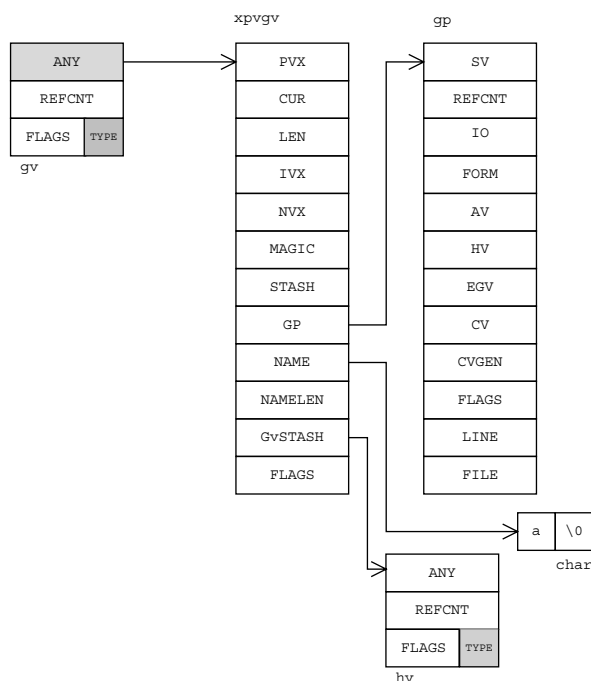 xpvgv
gp
ANY
REFCNT
FLAGS TYPE
gv
PVX
CUR
LEN
IVX
NVX
MAGIC
STASH
GP
NAME
NAMELEN
GvSTASH
FLAGS
SV
REFCNT
IO
FORM
AV
HV
EGV
CV
CVGEN
FLAGS
LINE
FILE
a \0
char
ANY
REFCNT
FLAGS TYPE
hv